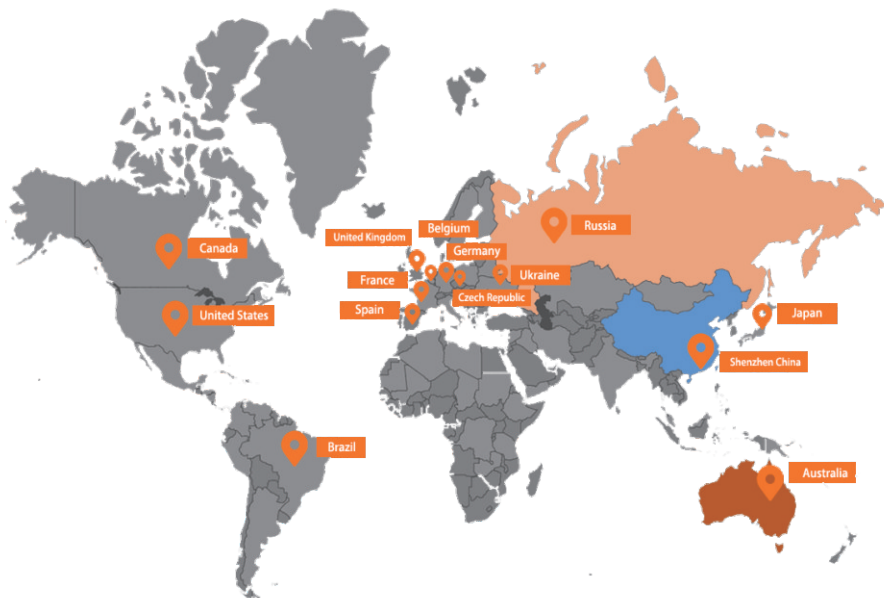 Belgium
Russia
United Kingdom
Canada
Germany
France
Ukraine
Czech Republic
Spain
United States
Japan
Shenzhen China
Brazil
Australia